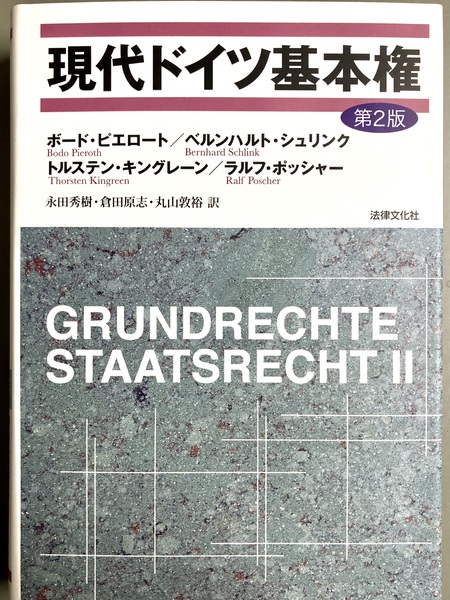 現代ドイツ基本権
第2版
ボード・ピエロート／ベルンハルト・シュリンク
Bodo Pieroth Bernhard Schlink
トルステン・キングレーン／ラルフ・ポッシャー
Thorsten Kingreen Ralf Poscher
永田秀樹・倉田原志・丸山敦裕 訳
法律文化社
GRUNDRECHTE
STAATSRECHT II